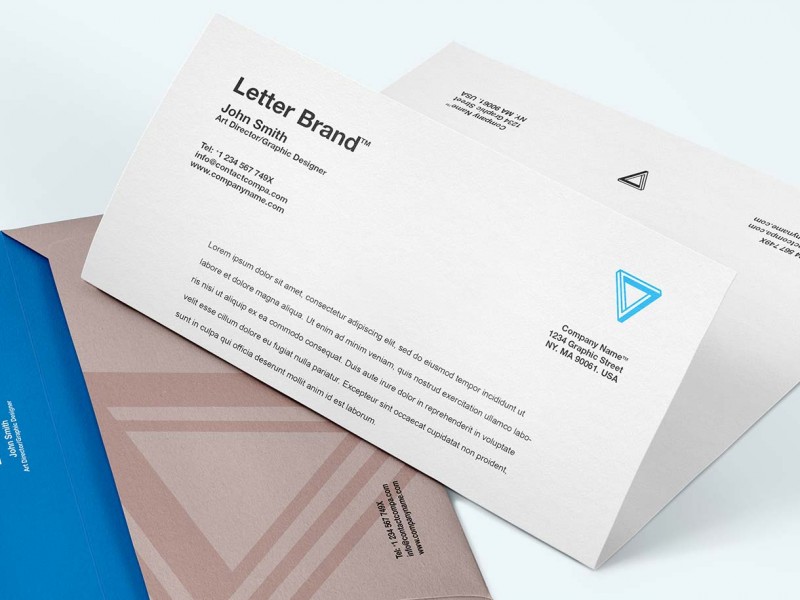 Letter Brand™
John Smith
Art Director/Graphic Designer
Tel: +1 234 567 749X
info@contactcompa.com
www.companyname.com
Lorem ipsum dolor sit amet, consectetur adipiscing elit, sed do eiusmod tempor incididunt ut
labore et dolore magna aliqua. Ut enim ad minim veniam, quis nostrud exercitation ullamco labo-
ris nisi ut aliquip ex ea commodo consequat. Duis aute irure dolor in reprehenderit in voluptate
velit esse cillum dolore eu fugiat nulla pariatur. Excepteur sint occaecat cupidatat non proident,
sunt in culpa qui officia deserunt mollit anim id est laborum.
Company Name™
1234 Graphic Street
NY. MA 90061. USA
Company Name™
1234 Graphic Street
NY. MA 90061. USA
749X
compa.com
yname.com
John Smith
Art Director/Graphic Designer
Tel: +1 234 567 749X
info@contactcompa.com
www.companyname.com